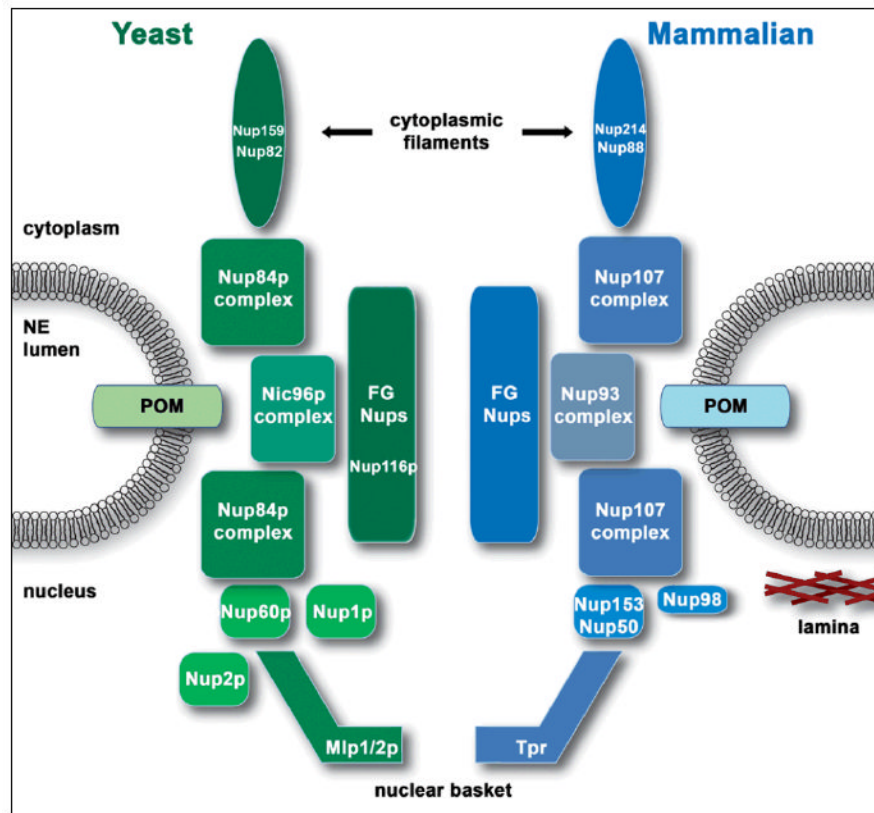 Yeast
Mammalian
Nup159
Nup82
cytoplasmic
filaments
Nup214
Nup88
cytoplasm
Nup84p
complex
Nup107
complex
NE
lumen
POM
Nic96p
complex
FG
Nups
Nup116p
FG
Nups
Nup93
complex
POM
Nup84p
complex
Nup107
complex
nucleus
Nup60p
Nup1p
Nup153
Nup50
Nup98
lamina
Nup2p
Mlp1/2p
Tpr
nuclear basket